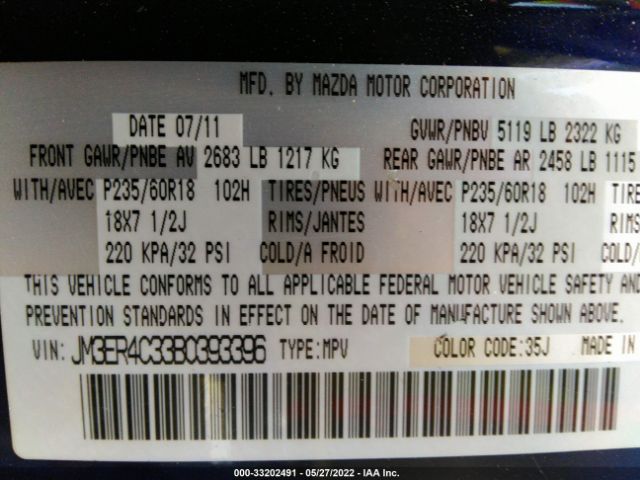 MFD. BY MAZDA MOTOR CORPORATION
DATE 07/11 GVWR/PNBV 5119 LB 2322 KG
FRONT GAWR/PNBE AV 2683 LB 1217 KG REAR GAWR/PNBE AR 2458 LB 1115
WITH/AVEC P235/60R18 102H TIRES/PNEUS WITH/AVEC P235/60R18 102H TIRE
18X7 1/2J RIMS/JANTES 18X7 1/2J RIMS
220 KPA/32 PSI COLD/A FROID 220 KPA/32 PSI COLD/
THIS VEHICLE CONFORMS TO ALL APPLICABLE FEDERAL MOTOR VEHICLE SAFETY AND
PREVENTION STANDARDS IN EFFECT ON THE DATE OF MANUFACTURE SHOWN ABOVE.
VIN: JM3ER4C33B0393396 TYPE:MPV COLOR CODE:35J MADE IN
000-33202491 - 05/27/2022 - IAA Inc.